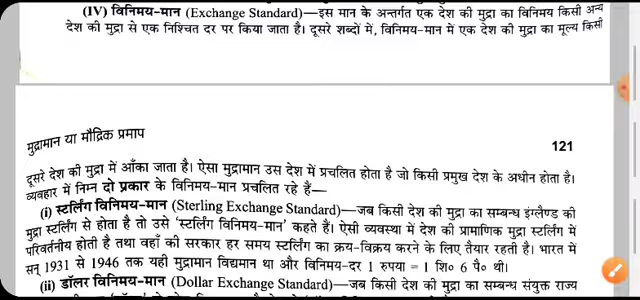 (IV) विनिमय-मान (Exchange Standard)—इस मान के अन्तर्गत एक देश की मुद्रा का विनिमय किसी अन्य
देश की मुद्रा से एक निश्चित दर पर किया जाता है। दूसरे शब्दों में, विनिमय-मान में एक देश की मुद्रा का मूल्य किसी
मुद्रामान या मौद्रिक प्रमाप
121
दूसरे देश की मुद्रा में आँका जाता है। ऐसा मुद्रामान उस देश में प्रचलित होता है जो किसी प्रमुख देश के अधीन होता है।
व्यवहार में निम्न दो प्रकार के विनिमय-मान प्रचलित रहे हैं—
(i) स्टर्लिंग विनिमय-मान (Sterling Exchange Standard)—जब किसी देश की मुद्रा का सम्बन्ध इंग्लैण्ड की
मुद्रा स्टर्लिंग से होता है तो उसे 'स्टर्लिंग विनिमय-मान' कहते हैं। ऐसी व्यवस्था में देश की प्रामाणिक मुद्रा स्टर्लिंग में
परिवर्तनीय होती है तथा वहाँ की सरकार हर समय स्टर्लिंग का क्रय-विक्रय करने के लिए तैयार रहती है। भारत में
सन् 1931 से 1946 तक यही मुद्रामान विद्यमान था और विनिमय-दर 1 रुपया = 1 शि० 6 पै० थी।
(ii) डॉलर विनिमय-मान (Dollar Exchange Standard)—जब किसी देश की मुद्रा का सम्बन्ध संयुक्त राज्य